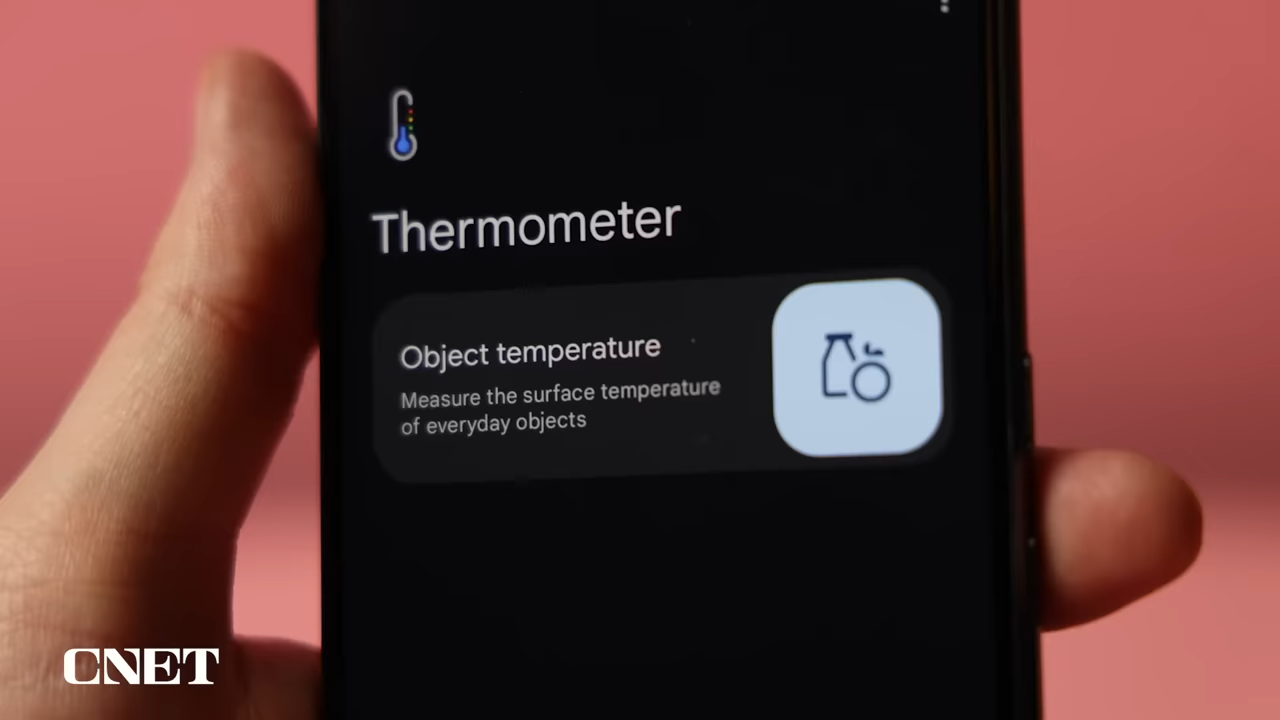 Thermometer
Object temperature
Measure the surface temperature
of everyday objects
CNET